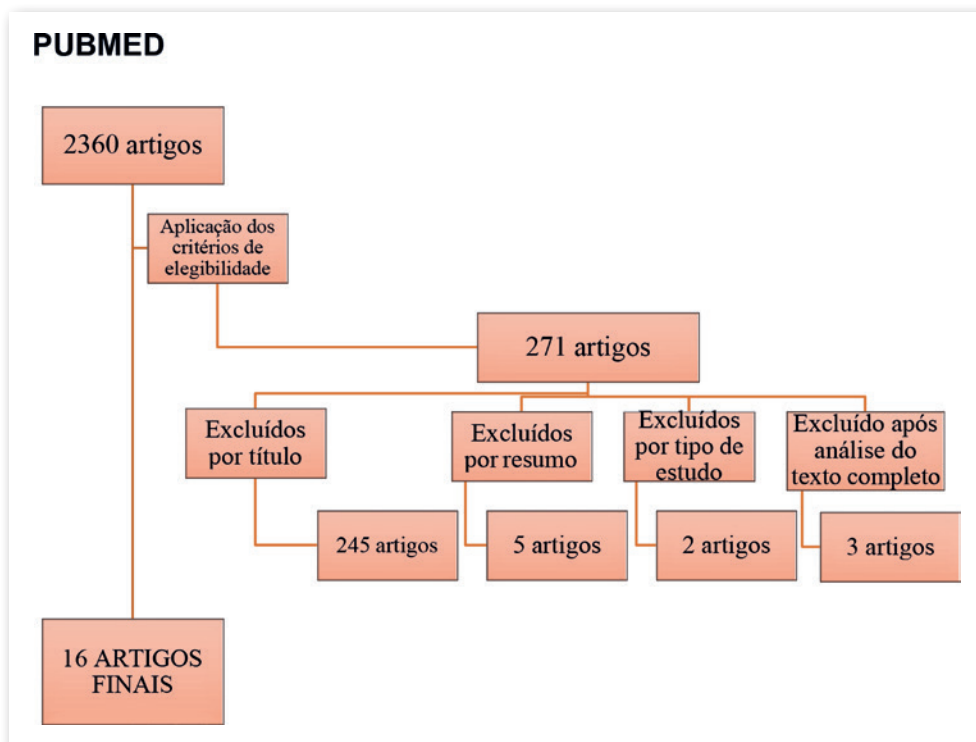 PUBMED
2360 artigos
Aplicação dos
critérios de
elegibilidade
271 artigos
Excluídos
por título
Excluídos
por resumo
Excluídos
por tipo de
estudo
Excluído após
análise do
texto completo
245 artigos
5 artigos
2 artigos
3 artigos
16 ARTIGOS
FINAIS